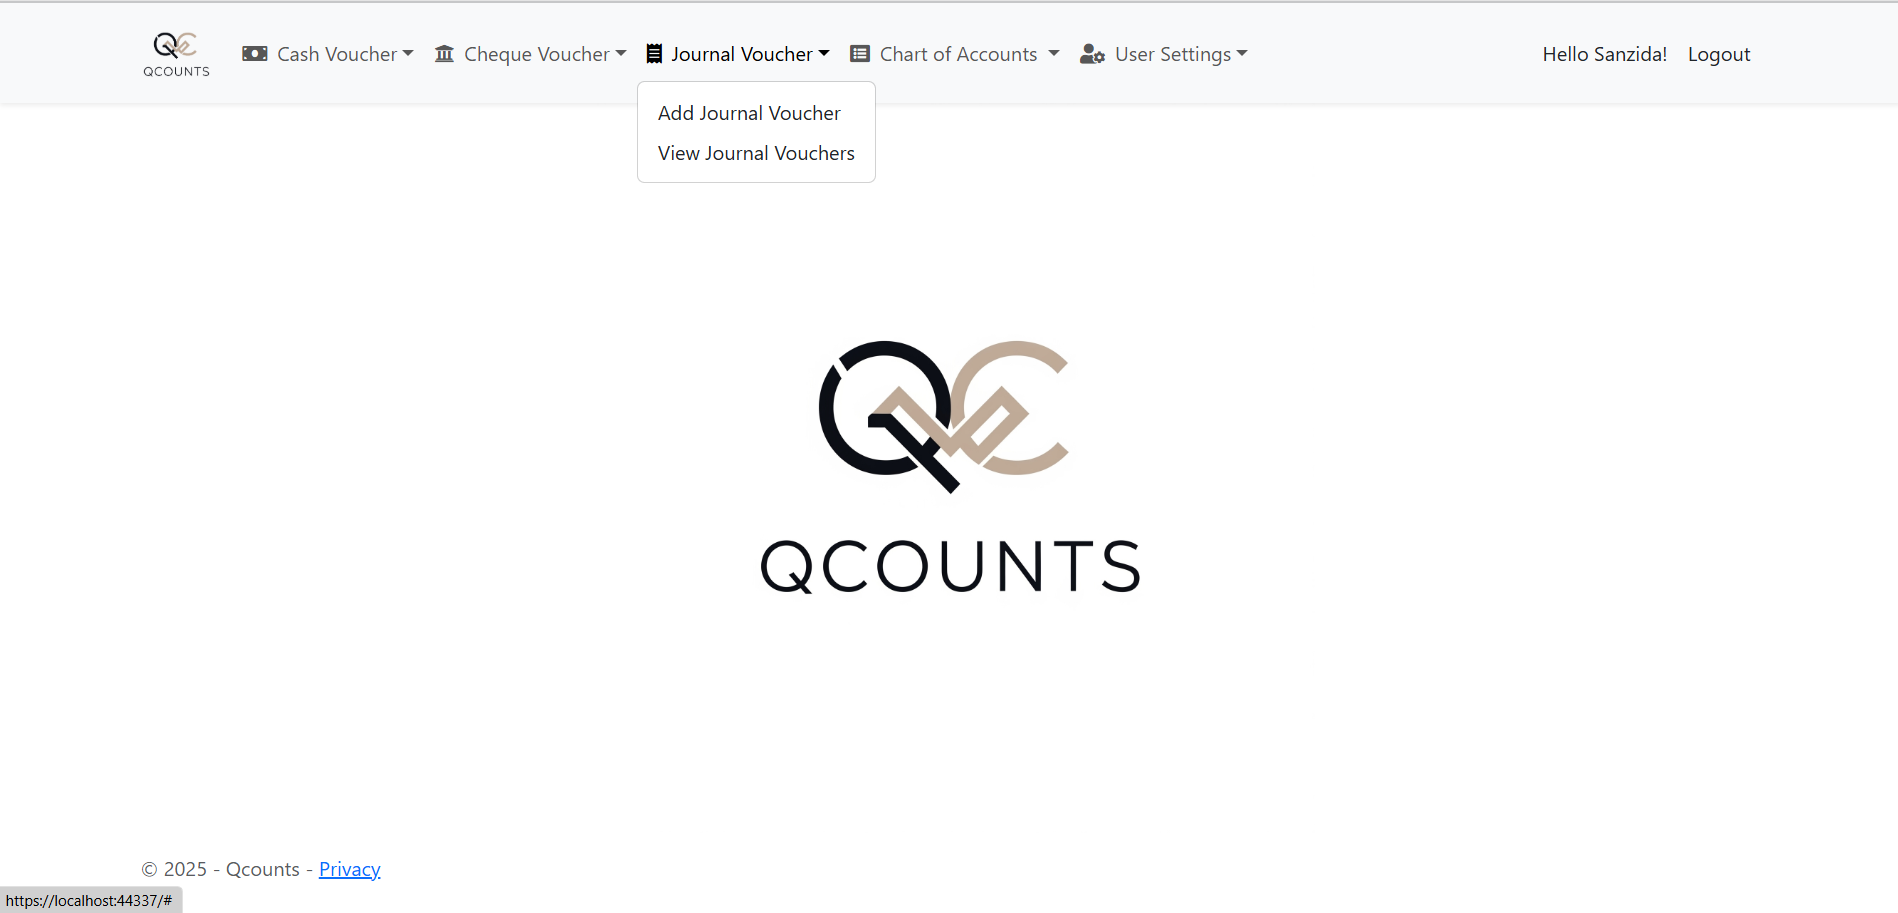 QCOUNTS
Cash Voucher
Cheque Voucher
Journal Voucher
Chart of Accounts
User Settings
Hello Sanzida!
Logout
Add Journal Voucher
View Journal Vouchers
QC
QCOUNTS
© 2025 - Qcounts - Privacy
https://localhost:44337/#